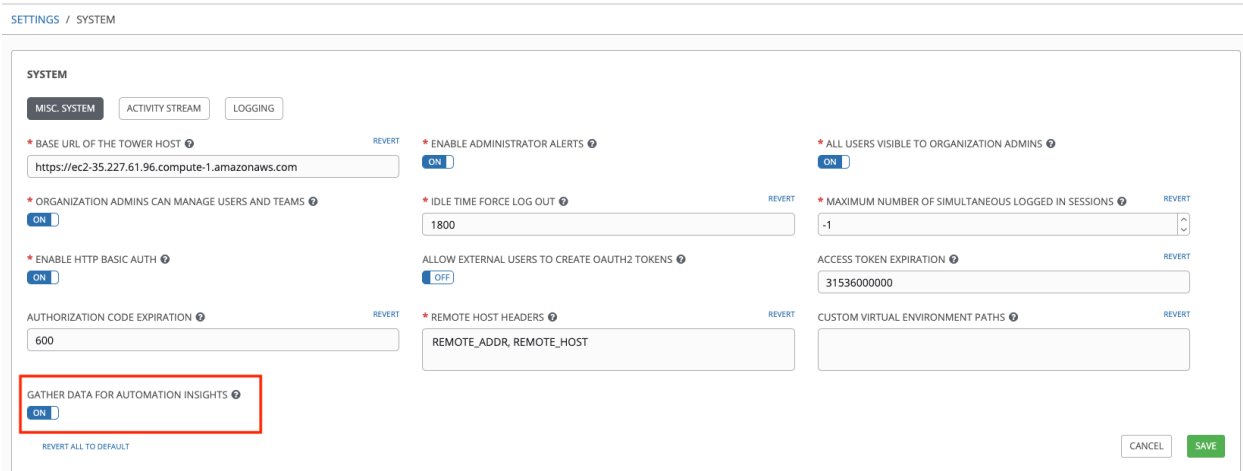 SETTINGS / SYSTEM
SYSTEM
MISC. SYSTEM ACTIVITY STREAM LOGGING
* BASE URL OF THE TOWER HOST ? REVERT
https://ec2-35.227.61.96.compute-1.amazonaws.com
* ENABLE ADMINISTRATOR ALERTS ?
ON
* ALL USERS VISIBLE TO ORGANIZATION ADMINS ?
ON
* ORGANIZATION ADMINS CAN MANAGE USERS AND TEAMS ?
ON
* IDLE TIME FORCE LOG OUT ? REVERT
1800
* MAXIMUM NUMBER OF SIMULTANEOUS LOGGED IN SESSIONS ? REVERT
-1
* ENABLE HTTP BASIC AUTH ?
ON
ALLOW EXTERNAL USERS TO CREATE OAUTH2 TOKENS ?
OFF
ACCESS TOKEN EXPIRATION ? REVERT
31536000000
AUTHORIZATION CODE EXPIRATION ? REVERT
600
* REMOTE HOST HEADERS ? REVERT
REMOTE_ADDR, REMOTE_HOST
CUSTOM VIRTUAL ENVIRONMENT PATHS ? REVERT
GATHER DATA FOR AUTOMATION INSIGHTS ?
ON
REVERT ALL TO DEFAULT
CANCEL SAVE